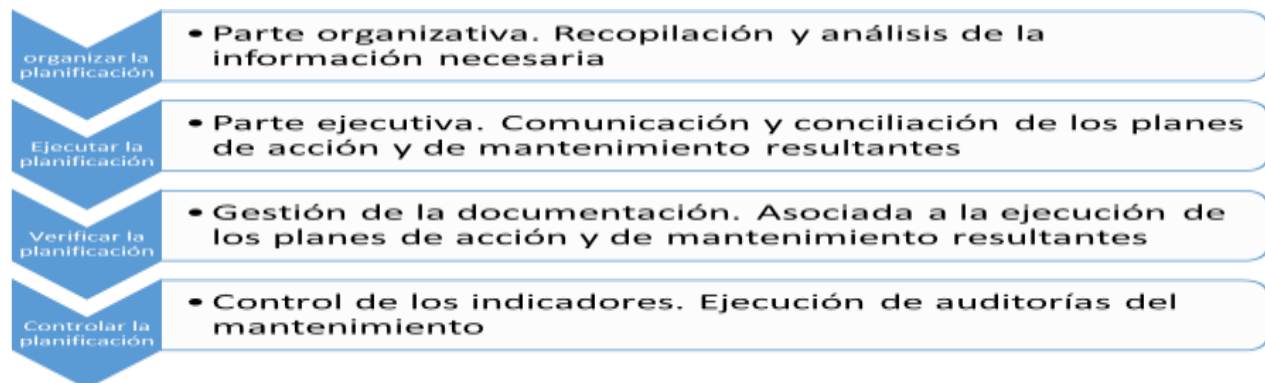 organizar la
planificación
• Parte organizativa. Recopilación y análisis de la
información necesaria
Ejecutar la
planificación
• Parte ejecutiva. Comunicación y conciliación de los planes
de acción y de mantenimiento resultantes
Verificar la
planificación
• Gestión de la documentación. Asociada a la ejecución de
los planes de acción y de mantenimiento resultantes
Controlar la
planificación
• Control de los indicadores. Ejecución de auditorías del
mantenimiento